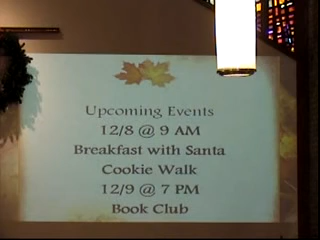 Upcoming Events
12/8 @ 9 AM
Breakfast with Santa
Cookie Walk
12/9 @ 7 PM
Book Club